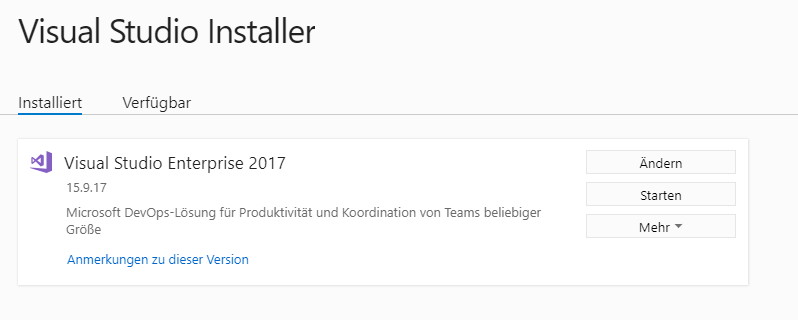 Visual Studio Installer
Installiert Verfügbar
Visual Studio Enterprise 2017
Ändern
15.9.17
Starten
Microsoft DevOps-Lösung für Produktivität und Koordination von Teams beliebiger
Größe
Mehr
Anmerkungen zu dieser Version